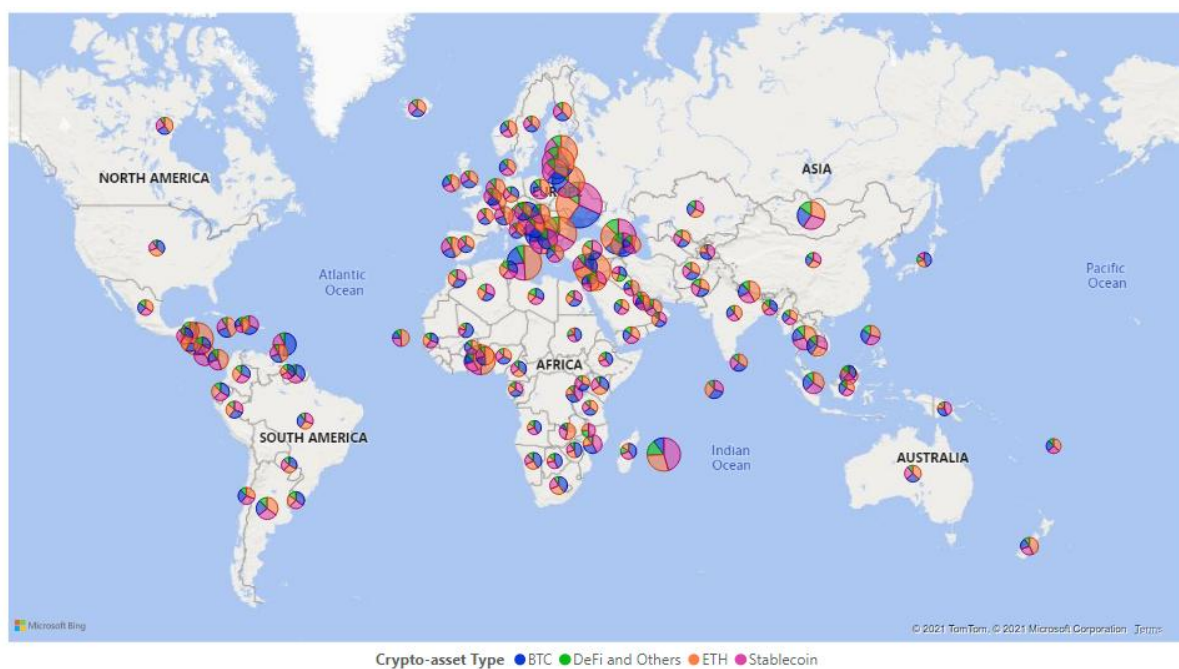 NORTH AMERICA
ASIA
Atlantic
Ocean
Pacific
Ocean
AFRICA
SOUTH AMERICA
Indian
Ocean
AUSTRALIA
Microsoft Bing
© 2021 TomTom, © 2021 Microsoft Corporation Terms
Crypto-asset Type BTC DeFi and Others ETH Stablecoin